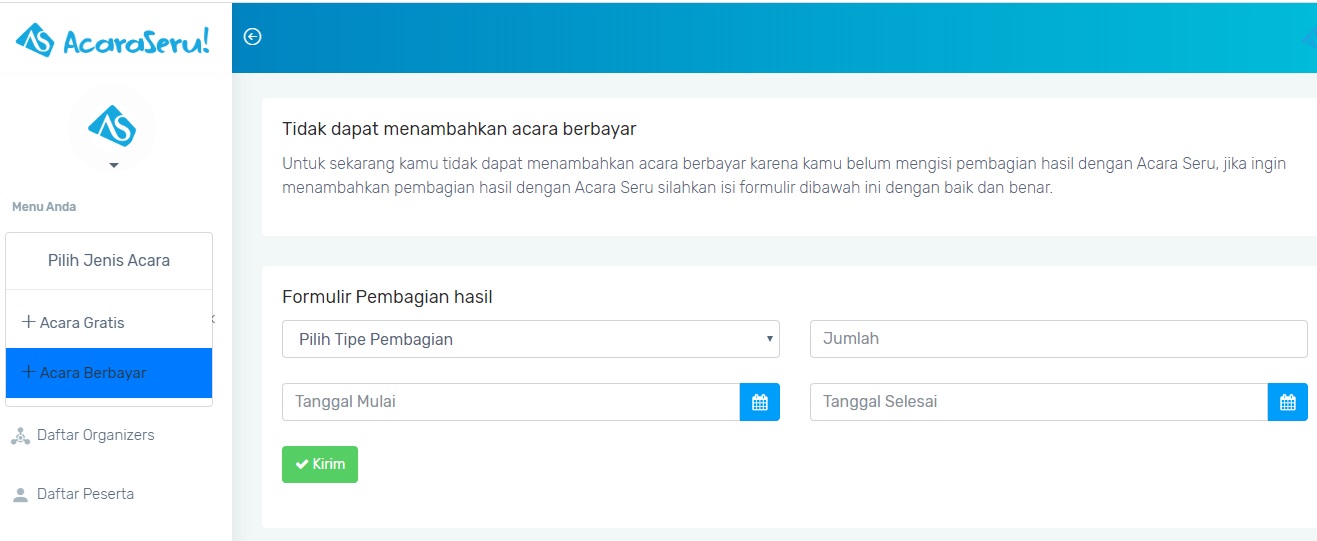 AcaraSeru!
Menu Anda
Pilih Jenis Acara
+ Acara Gratis
+ Acara Berbayar
Daftar Organizers
Daftar Peserta
Tidak dapat menambahkan acara berbayar
Untuk sekarang kamu tidak dapat menambahkan acara berbayar karena kamu belum mengisi pembagian hasil dengan Acara Seru, jika ingin
menambahkan pembagian hasil dengan Acara Seru silahkan isi formulir dibawah ini dengan baik dan benar.
Formulir Pembagian hasil
Pilih Tipe Pembagian
Jumlah
Tanggal Mulai
Tanggal Selesai
Kirim